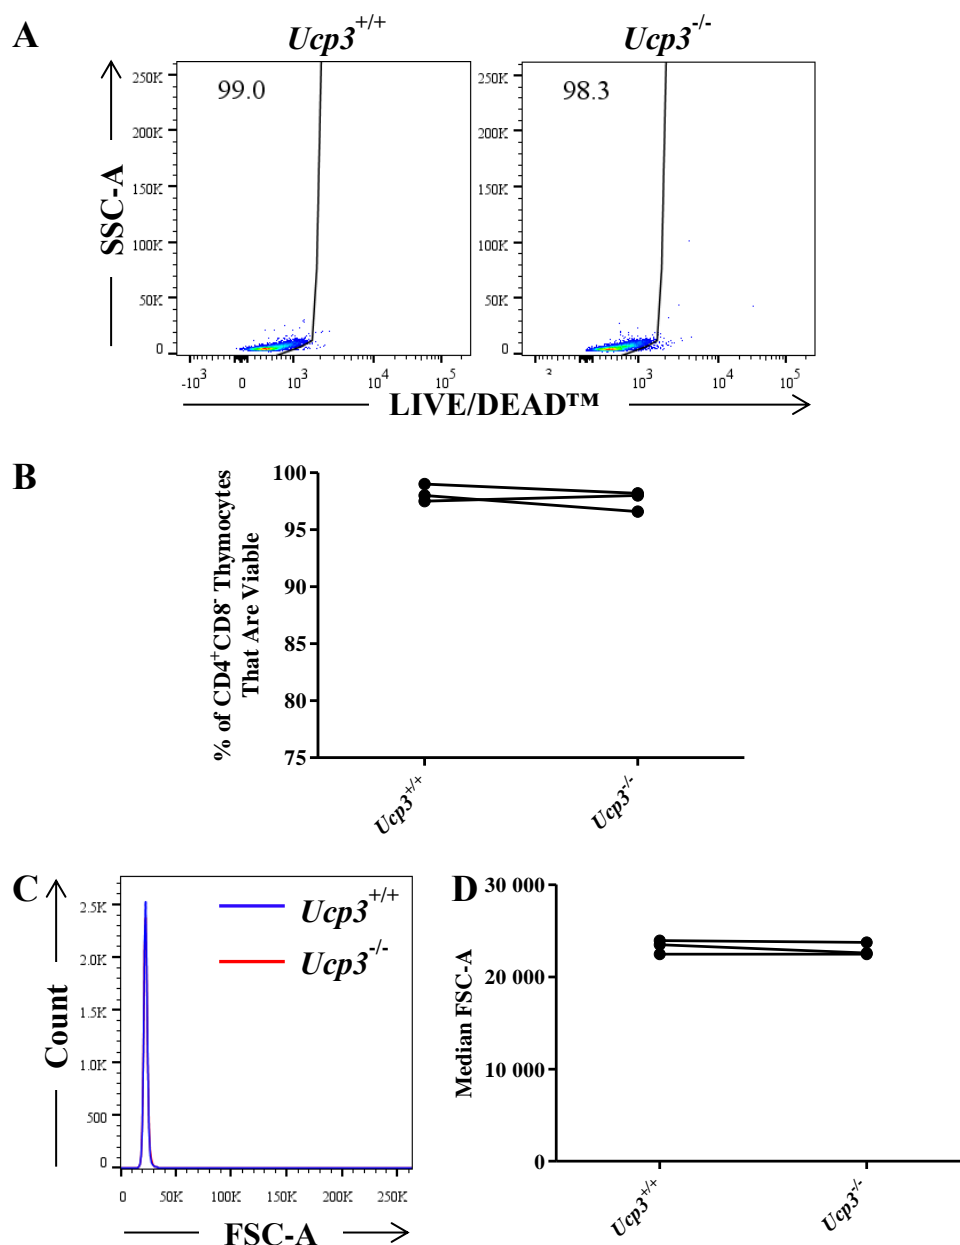 A
Ucp3+/+
Ucp3-/-
99.0
98.3
SSC-A
250K
200K
150K
100K
50K
0
-10³ 0 10³ 10⁴ 10⁵
10³ 10⁴ 10⁵
LIVE/DEAD™
B
% of CD4+CD8- Thymocytes
That Are Viable
100
95
90
85
80
75
Ucp3+/+
Ucp3-/-
C
Count
2.5K
2.0K
1.5K
1.0K
500
0
Ucp3+/+
Ucp3-/-
0 50K 100K 150K 200K 250K
FSC-A
D
Median FSC-A
30 000
20 000
10 000
0
Ucp3+/+
Ucp3-/-